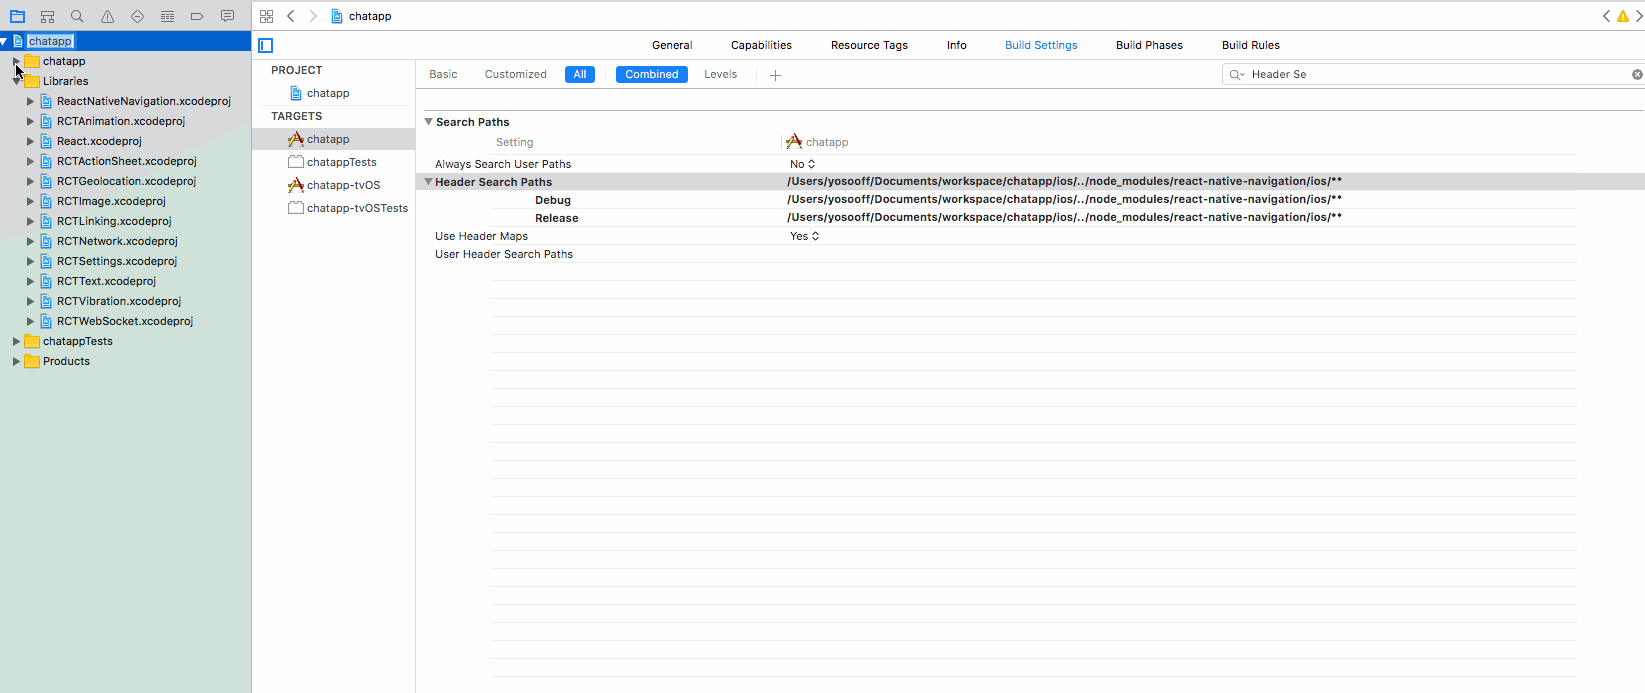 chatapp
chatapp
chatapp
Libraries
ReactNativeNavigation.xcodeproj
RCTAnimation.xcodeproj
React.xcodeproj
RCTActionSheet.xcodeproj
RCTGeolocation.xcodeproj
RCTImage.xcodeproj
RCTLinking.xcodeproj
RCTNetwork.xcodeproj
RCTSettings.xcodeproj
RCTText.xcodeproj
RCTVibration.xcodeproj
RCTWebSocket.xcodeproj
chatappTests
Products
General Capabilities Resource Tags Info Build Settings Build Phases Build Rules
PROJECT
chatapp
TARGETS
chatapp
chatappTests
chatapp-tvOS
chatapp-tvOSTests
Basic Customized All Combined Levels Header Se
Search Paths
Setting chatapp
Always Search User Paths No
Header Search Paths /Users/yosooff/Documents/workspace/chatapp/ios/../node_modules/react-native-navigation/ios/**
Debug /Users/yosooff/Documents/workspace/chatapp/ios/../node_modules/react-native-navigation/ios/**
Release /Users/yosooff/Documents/workspace/chatapp/ios/../node_modules/react-native-navigation/ios/**
Use Header Maps Yes
User Header Search Paths